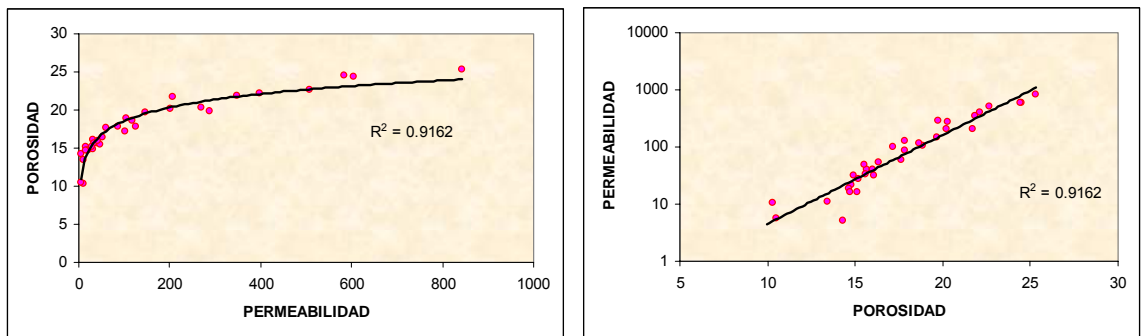 30
25
20
15
10
5
0
POROSIDAD
R² = 0.9162
0 200 400 600 800 1000
PERMEABILIDAD
10000
1000
100
10
1
PERMEABILIDAD
R² = 0.9162
5 10 15 20 25 30
POROSIDAD